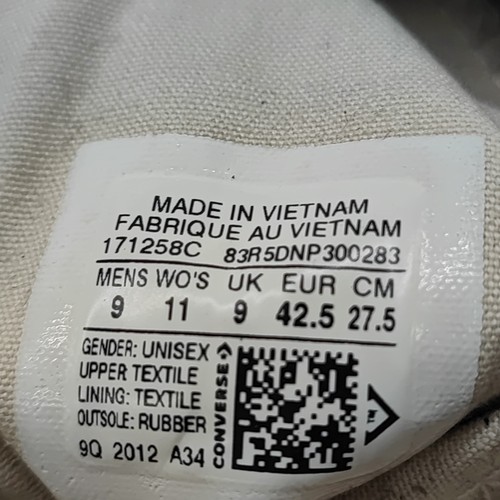 MADE IN VIETNAM
FABRIQUE AU VIETNAM
171258C 83R5DNP300283
MENS WO'S UK EUR CM
9 11 9 42.5 27.5
GENDER: UNISEX
UPPER TEXTILE
LINING: TEXTILE
OUTSOLE: RUBBER
9Q 2012 A34
CONVERSE
TM